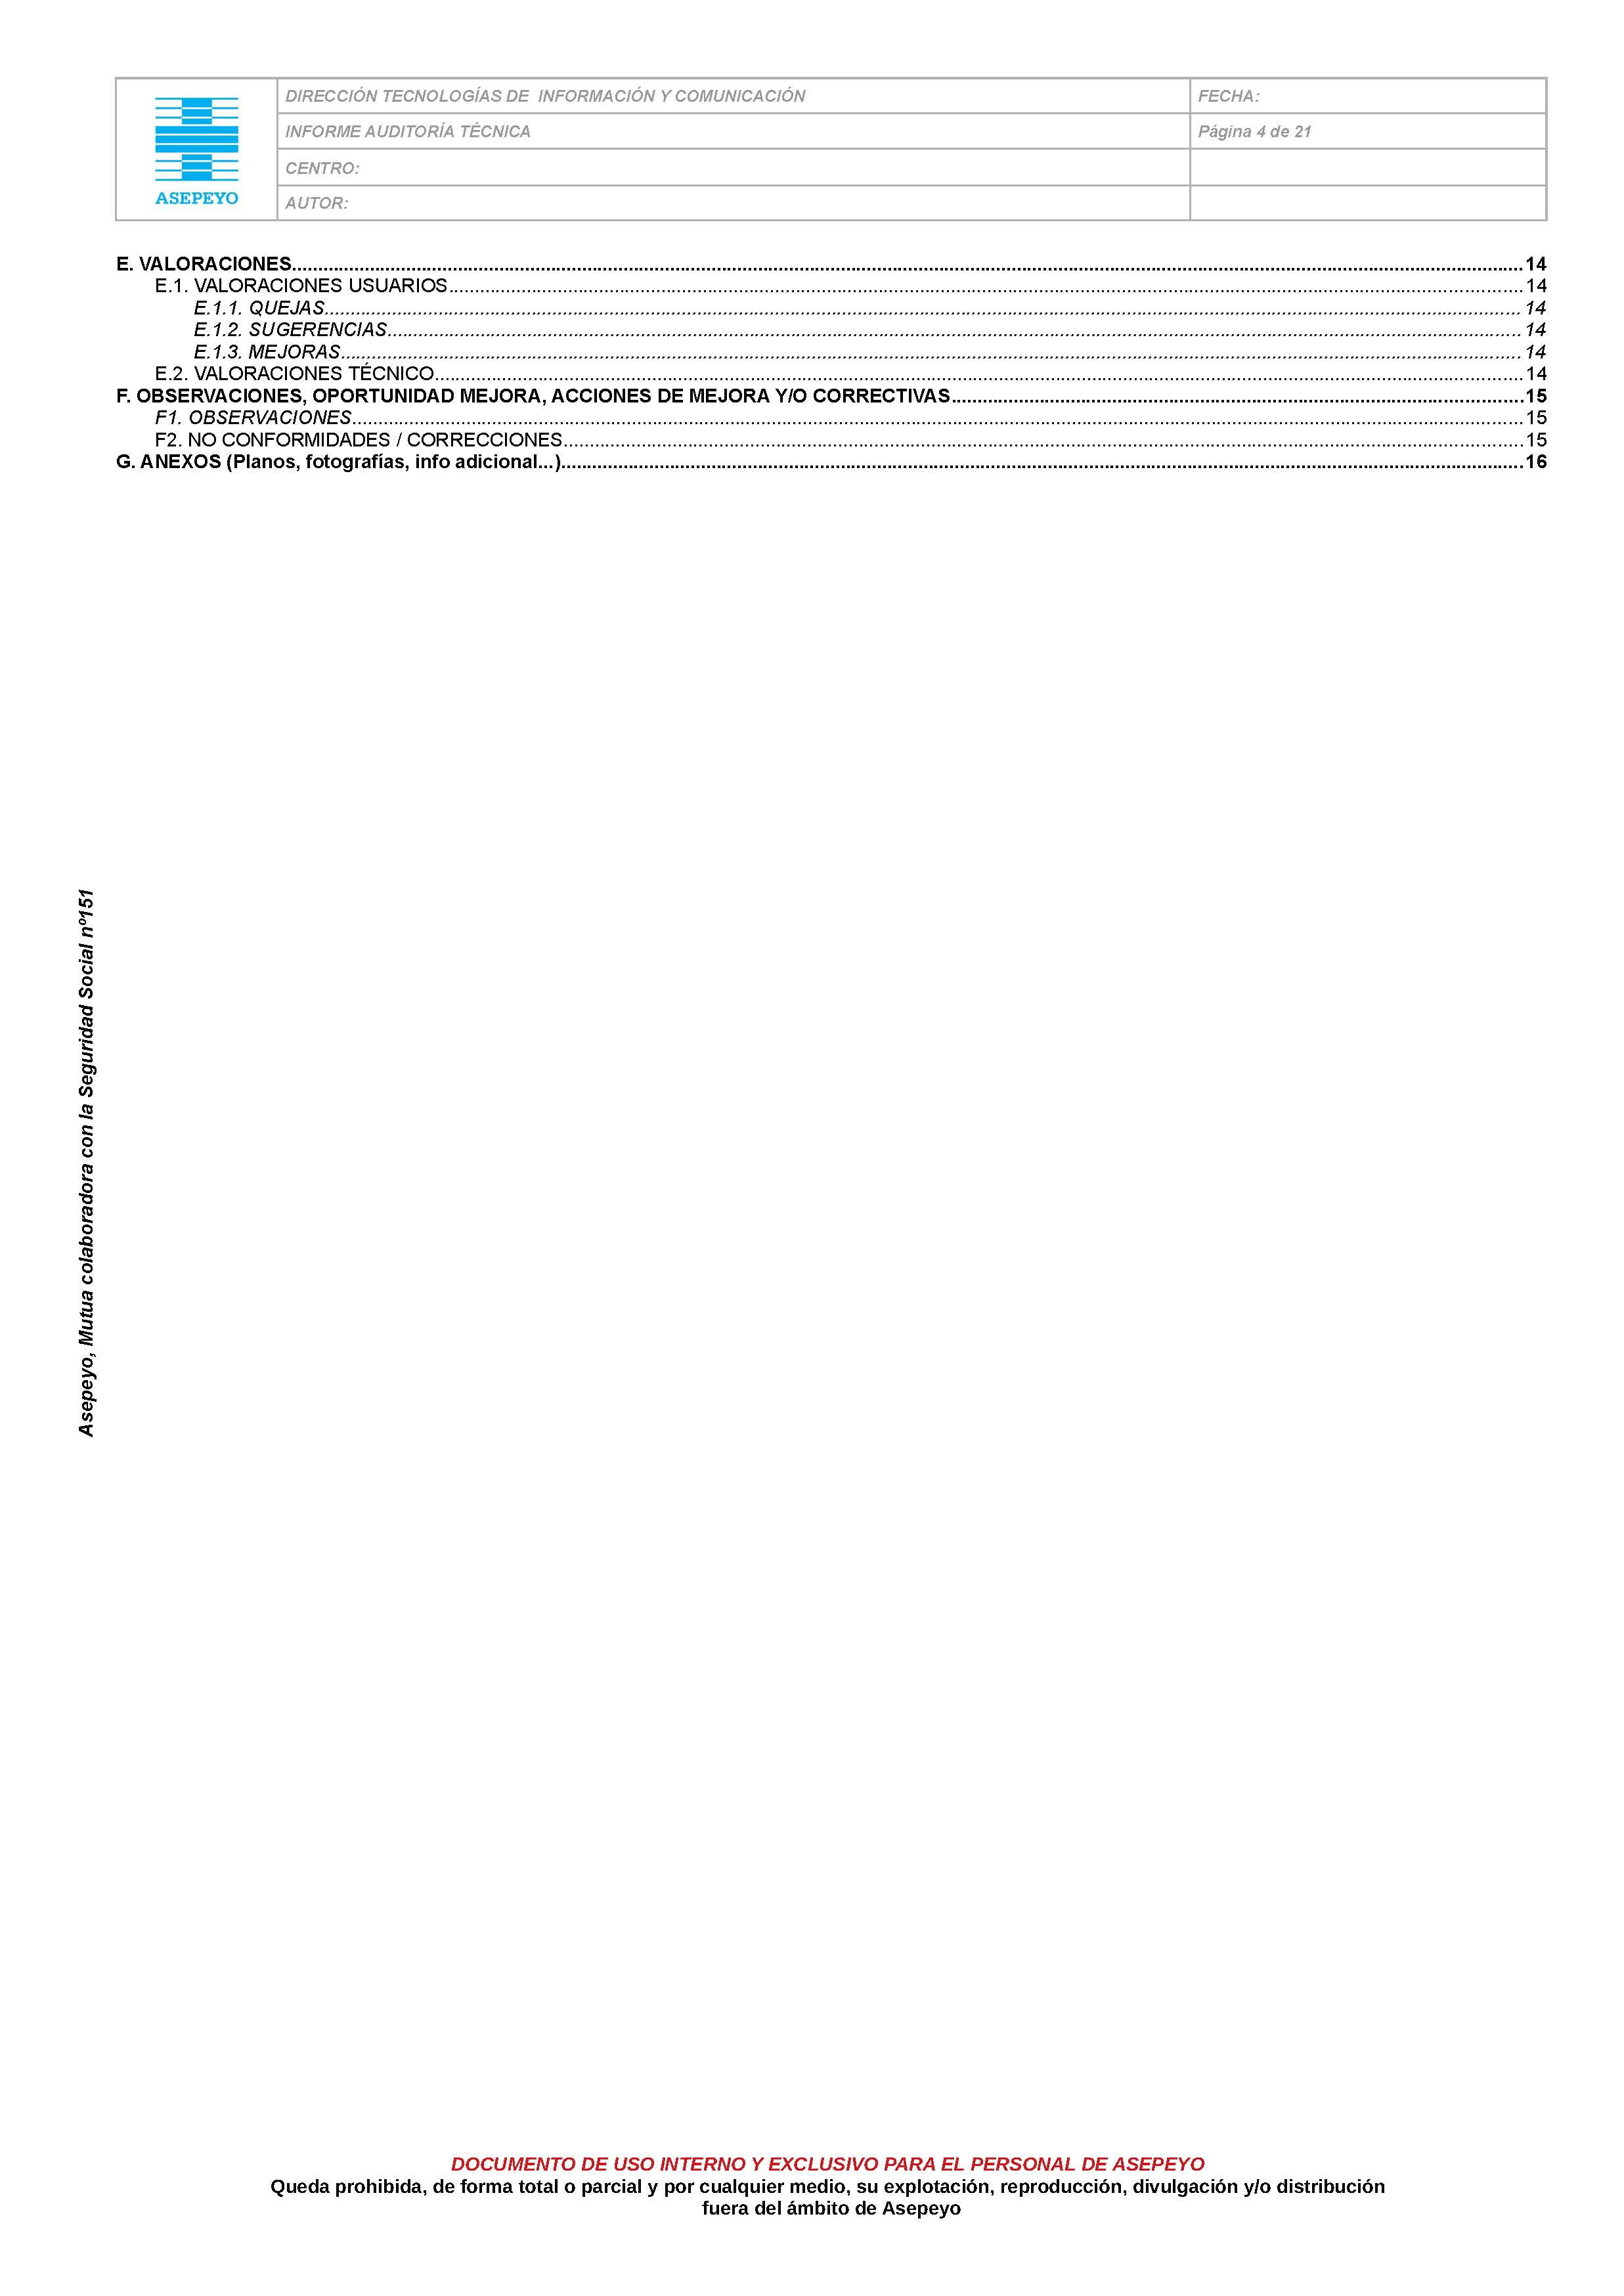 ASEPEYO
DIRECCIÓN TECNOLOGÍAS DE  INFORMACIÓN Y COMUNICACIÓN
FECHA:
INFORME AUDITORÍA TÉCNICA
Página 4 de 21
CENTRO:
AUTOR:
E. VALORACIONES 14
E.1. VALORACIONES USUARIOS 14
E.1.1. QUEJAS 14
E.1.2. SUGERENCIAS 14
E.1.3. MEJORAS 14
E.2. VALORACIONES TÉCNICO 14
F. OBSERVACIONES, OPORTUNIDAD MEJORA, ACCIONES DE MEJORA Y/O CORRECTIVAS 15
F1. OBSERVACIONES 15
F2. NO CONFORMIDADES / CORRECCIONES 15
G. ANEXOS (Planos, fotografías, info adicional...) 16
Asepeyo, Mutua colaboradora con la Seguridad Social nº151
DOCUMENTO DE USO INTERNO Y EXCLUSIVO PARA EL PERSONAL DE ASEPEYO
Queda prohibida, de forma total o parcial y por cualquier medio, su explotación, reproducción, divulgación y/o distribución
fuera del ámbito de Asepeyo